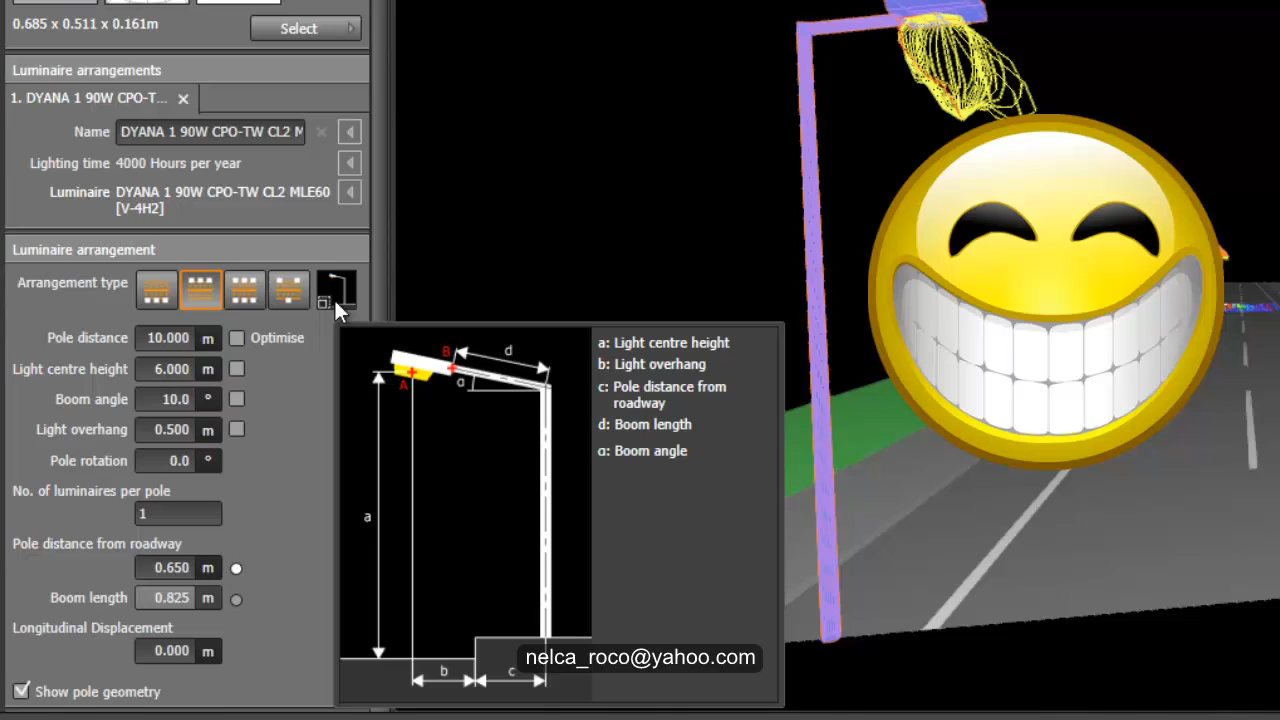 0.685 x 0.511 x 0.161m
Select
Luminaire arrangements
1. DYANA 1 90W CPO-T...
Name DYANA 1 90W CPO-TW CL2 M
Lighting time 4000 Hours per year
Luminaire DYANA 1 90W CPO-TW CL2 MLE60
[V-4H2]
Luminaire arrangement
Arrangement type
Pole distance 10.000 m Optimise
Light centre height 6.000 m
Boom angle 10.0 °
Light overhang 0.500 m
Pole rotation 0.0 °
No. of luminaires per pole
1
Pole distance from roadway
0.650 m
Boom length 0.825 m
Longitudinal Displacement
0.000 m
Show pole geometry
B
d
A
α
a
b
c
a: Light centre height
b: Light overhang
c: Pole distance from
roadway
d: Boom length
α: Boom angle
nelca_roco@yahoo.com